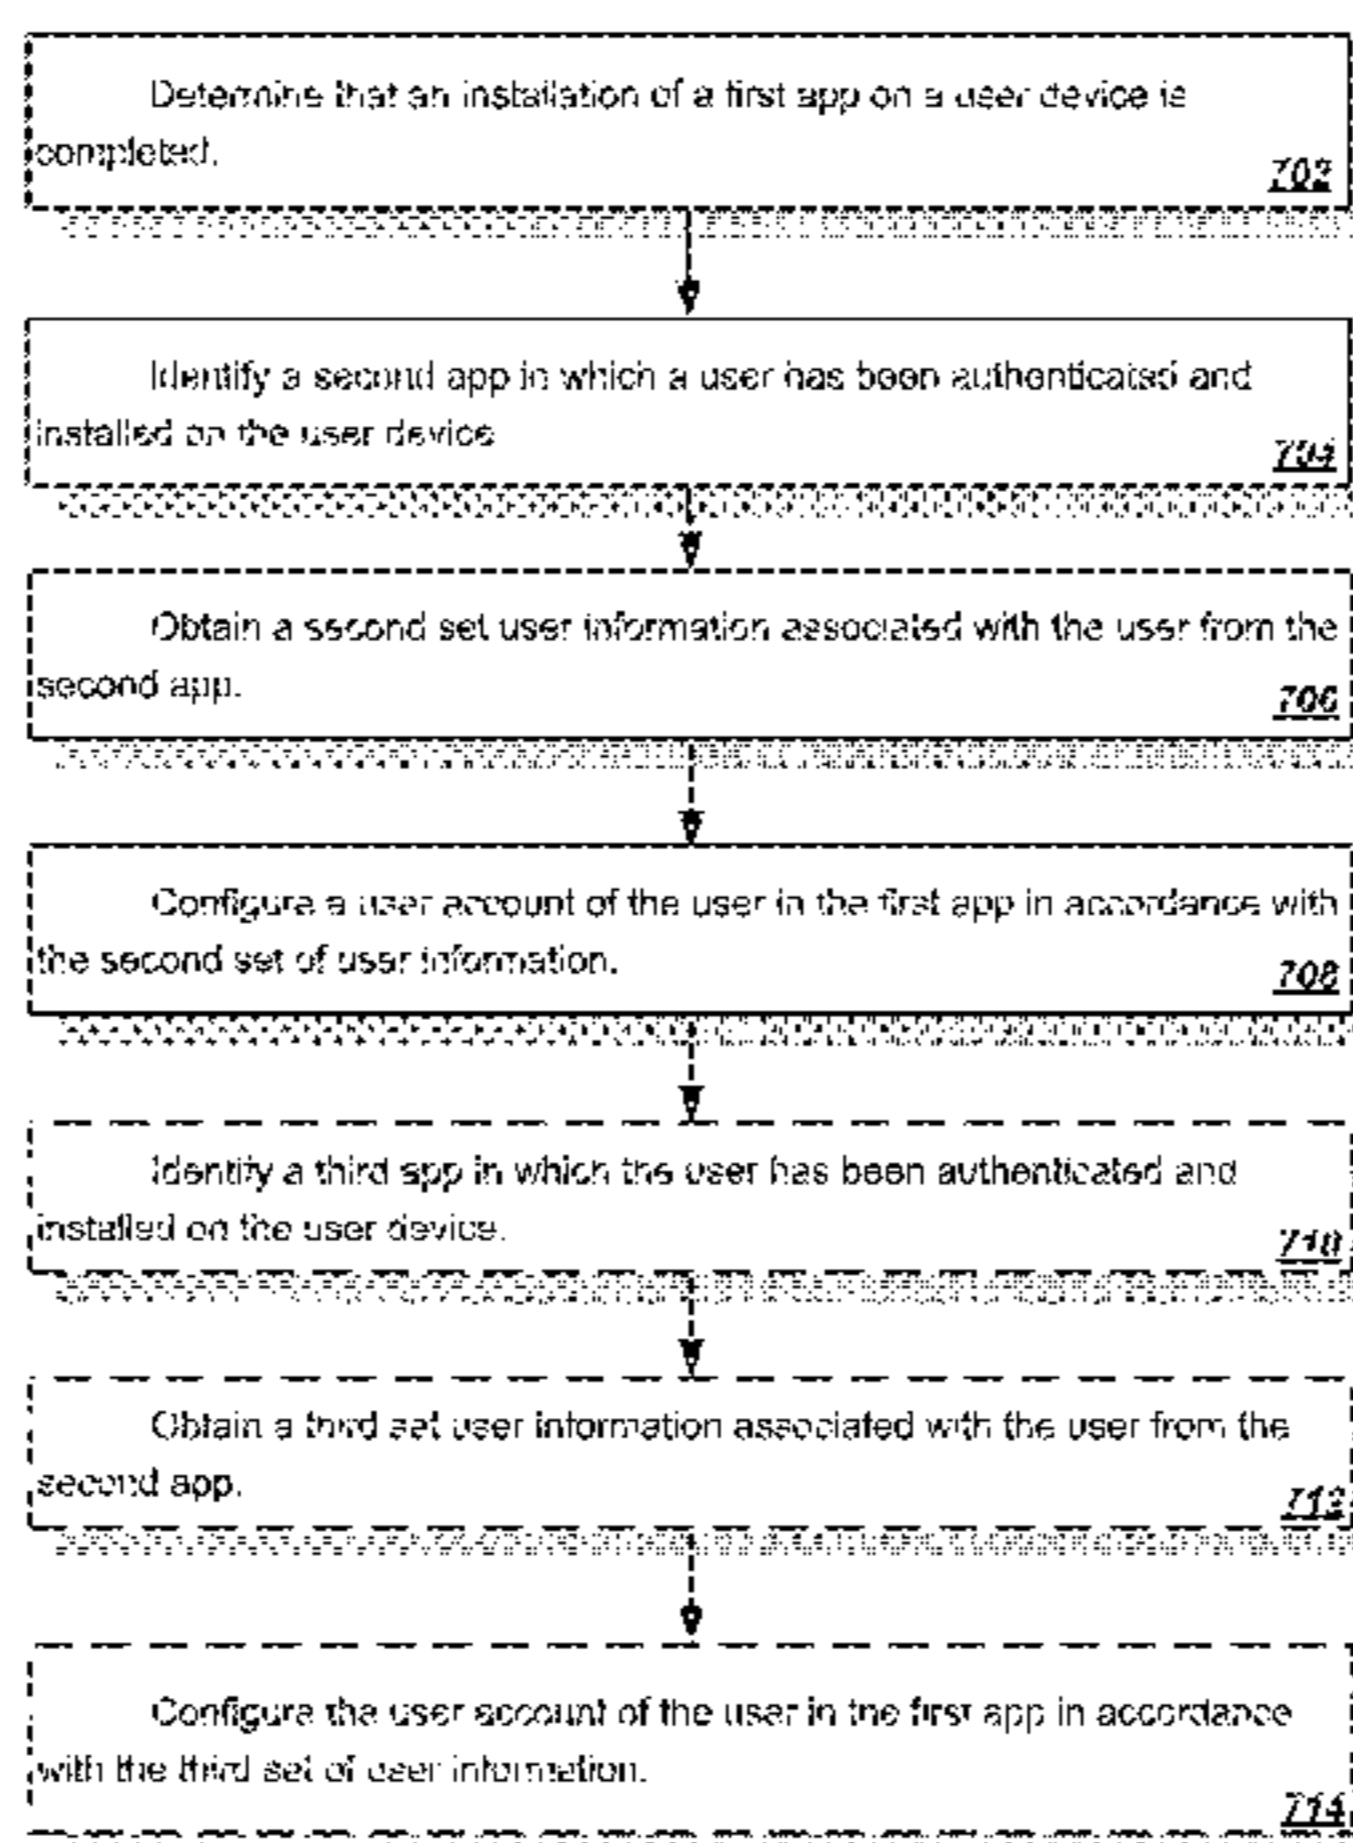 Determine that an installation of a first app on a user device is
completed.
702
Identify a second app in which a user has been authenticated and
installed on the user device
704
Obtain a second set user information associated with the user from the
second app.
706
Configure a user account of the user in the first app in accordance with
the second set of user information.
708
Identify a third app in which the user has been authenticated and
installed on the user device.
710
Obtain a third set user information associated with the user from the
second app.
712
Configure the user account of the user in the first app in accordance
with the third set of user information.
714